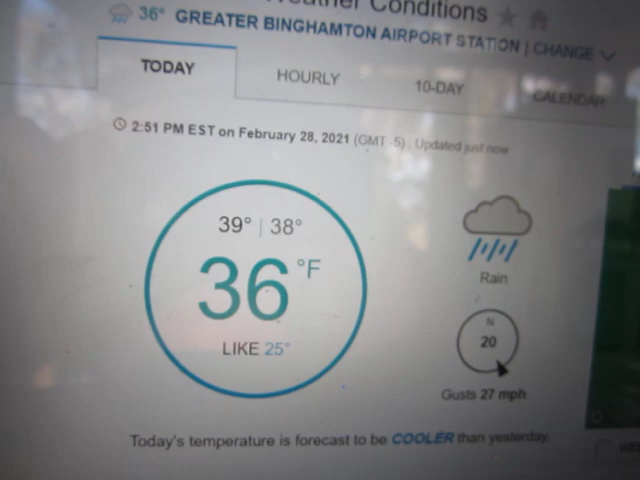 Weather Conditions
36° GREATER BINGHAMTON AIRPORT STATION | CHANGE
TODAY
HOURLY
10-DAY
CALENDAR
2:51 PM EST on February 28, 2021 (GMT -5) Updated just now
39° | 38°
36 °F
LIKE 25°
Rain
N
20
Gusts 27 mph
Today's temperature is forecast to be COOLER than yesterday.